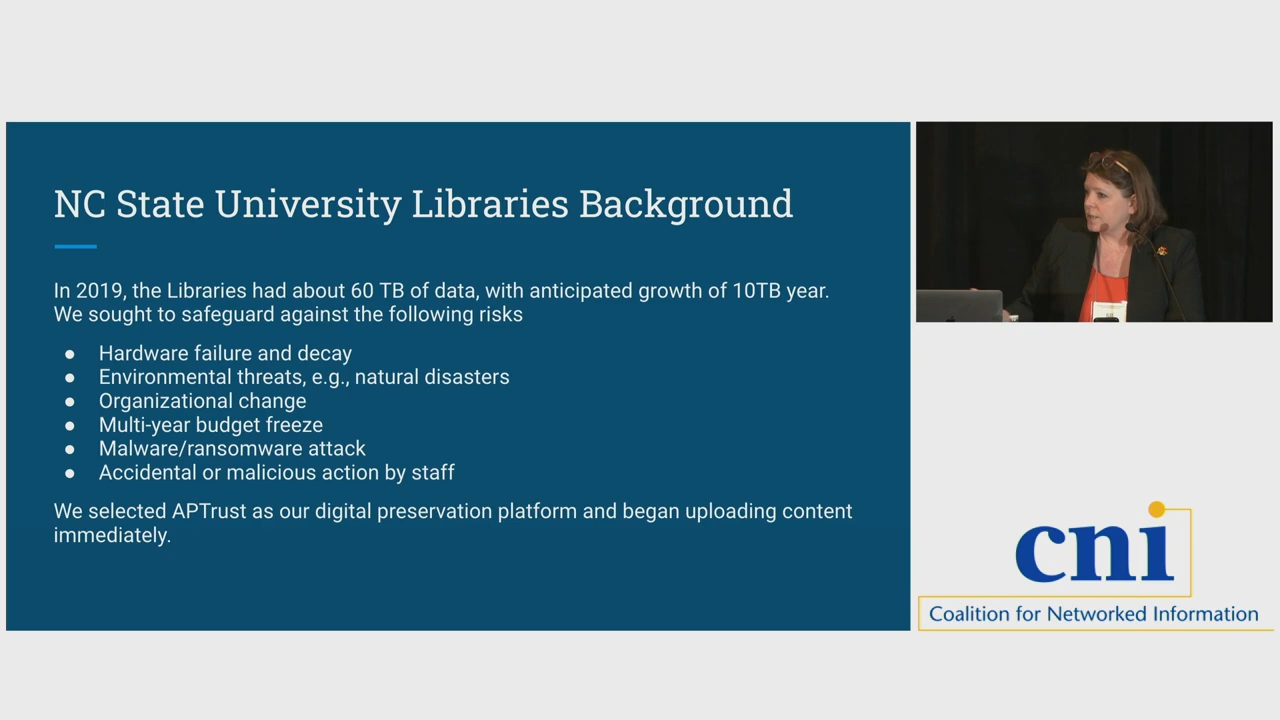 NC State University Libraries Background
In 2019, the Libraries had about 60 TB of data, with anticipated growth of 10TB year.
We sought to safeguard against the following risks
● Hardware failure and decay
● Environmental threats, e.g., natural disasters
● Organizational change
● Multi-year budget freeze
● Malware/ransomware attack
● Accidental or malicious action by staff
We selected APTrust as our digital preservation platform and began uploading content
immediately.
cni
Coalition for Networked Information